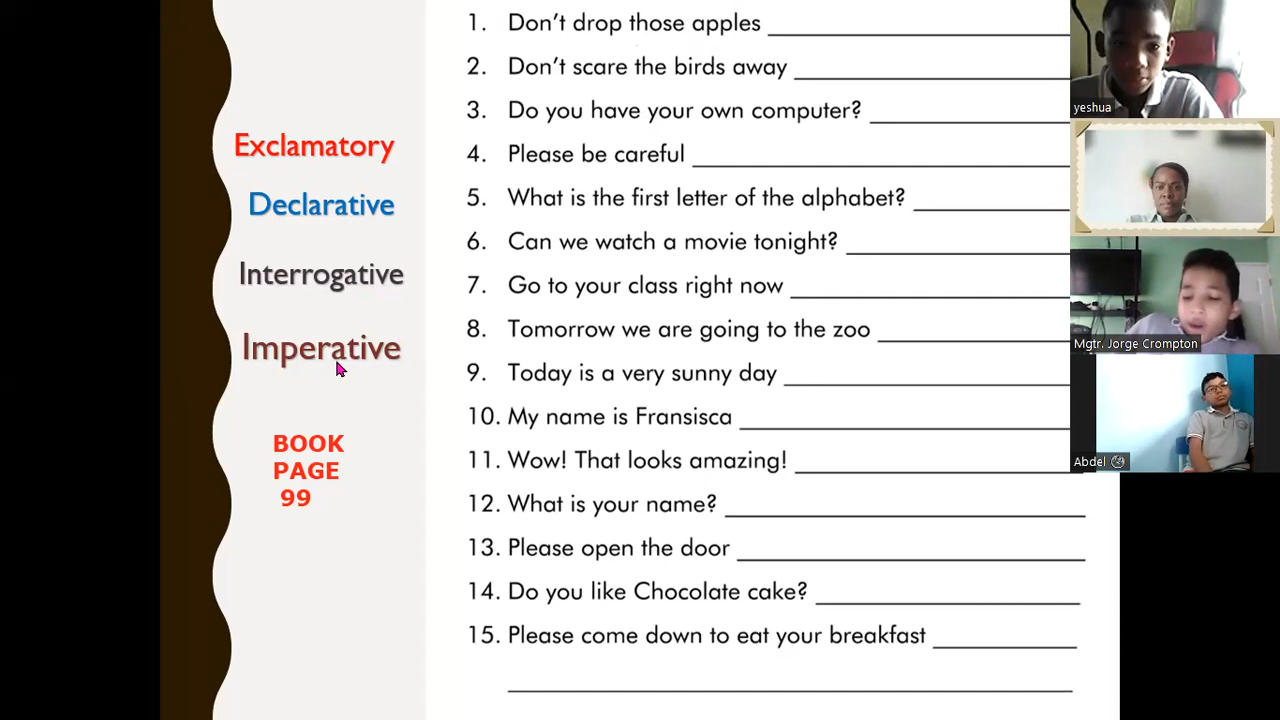 Exclamatory
Declarative
Interrogative
Imperative
BOOK
PAGE
99
1. Don't drop those apples
2. Don't scare the birds away
3. Do you have your own computer?
4. Please be careful
5. What is the first letter of the alphabet?
6. Can we watch a movie tonight?
7. Go to your class right now
8. Tomorrow we are going to the zoo
9. Today is a very sunny day
10. My name is Fransisca
11. Wow! That looks amazing!
12. What is your name?
13. Please open the door
14. Do you like Chocolate cake?
15. Please come down to eat your breakfast
yeshua
Mgtr. Jorge Crompton
Abdel